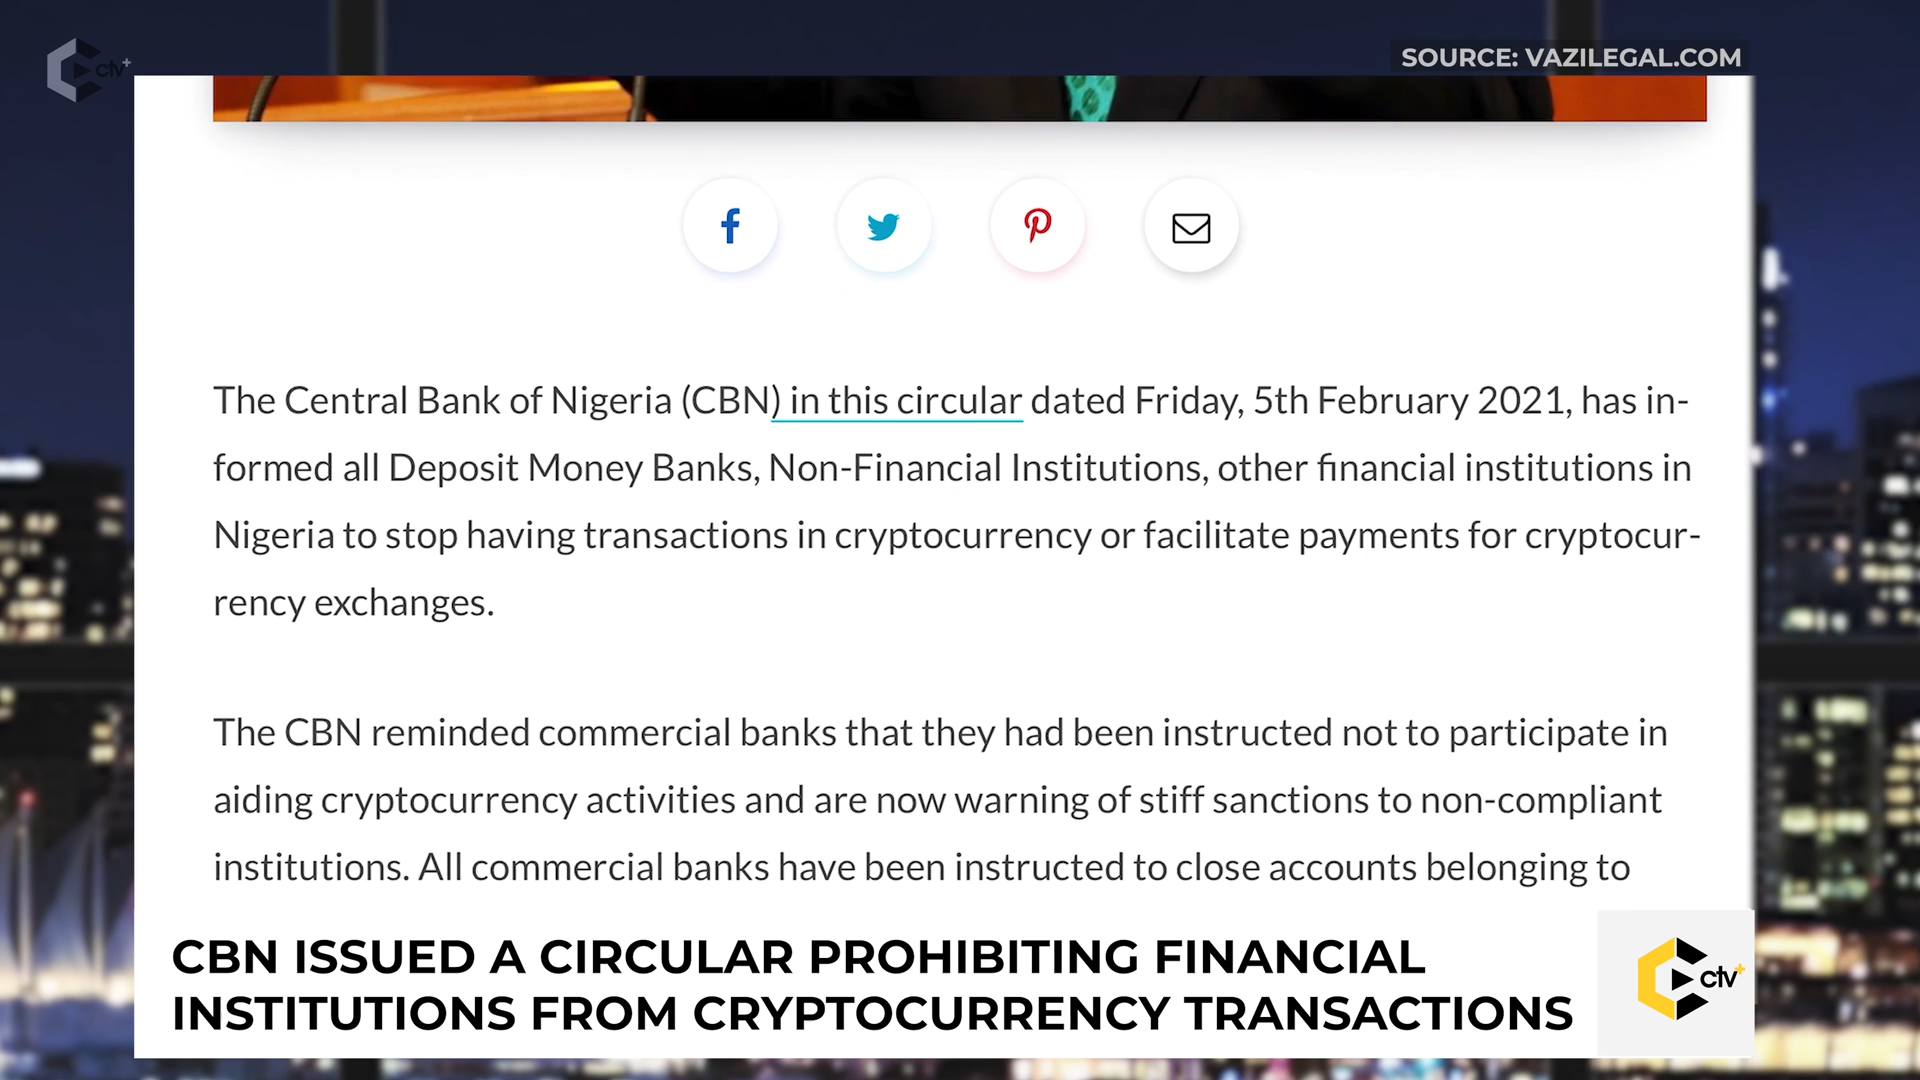 ctv+
SOURCE: VAZILEGAL.COM
The Central Bank of Nigeria (CBN) in this circular dated Friday, 5th February 2021, has in-
formed all Deposit Money Banks, Non-Financial Institutions, other financial institutions in
Nigeria to stop having transactions in cryptocurrency or facilitate payments for cryptocur-
rency exchanges.
The CBN reminded commercial banks that they had been instructed not to participate in
aiding cryptocurrency activities and are now warning of stiff sanctions to non-compliant
institutions. All commercial banks have been instructed to close accounts belonging to
CBN ISSUED A CIRCULAR PROHIBITING FINANCIAL
INSTITUTIONS FROM CRYPTOCURRENCY TRANSACTIONS
ctv+